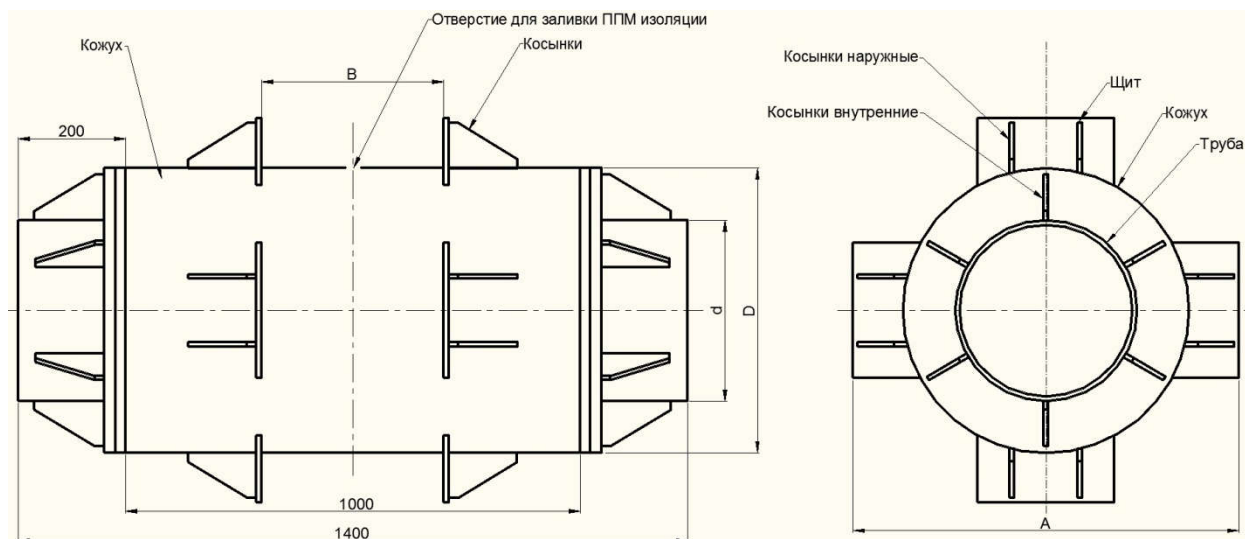 Отверстие для заливки ППМ изоляции
Кожух
Косынки
B
200
d
D
1000
1400
Косынки наружные
Щит
Косынки внутренние
Кожух
Труба
A